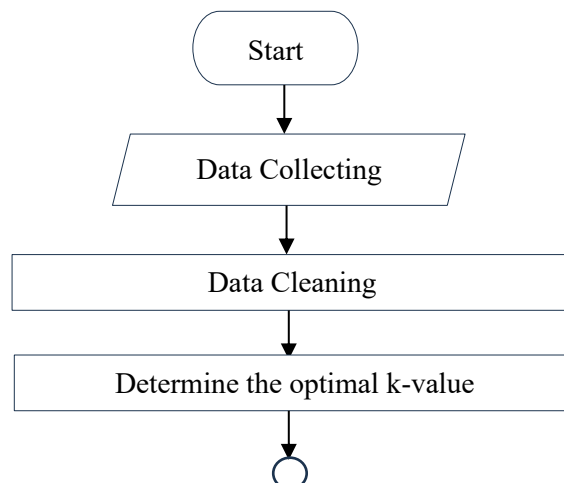 Start
Data Collecting
Data Cleaning
Determine the optimal k-value